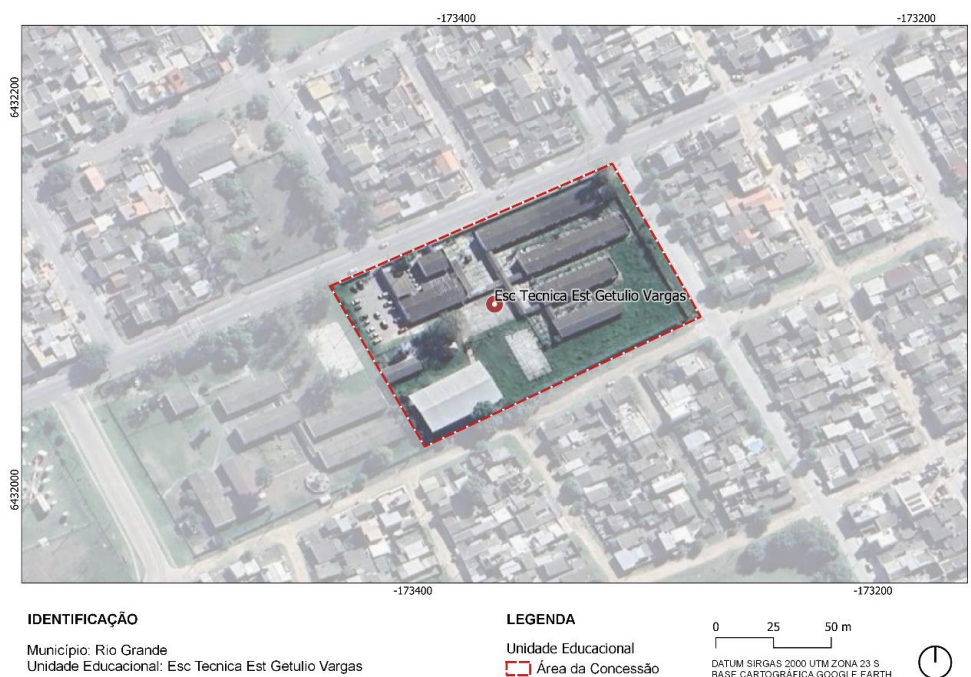 -173400
-173200
6432200
Esc Tecnica Est Getulio Vargas
6432000
-173400
-173200
IDENTIFICAÇÃO
Município: Rio Grande
Unidade Educacional: Esc Tecnica Est Getulio Vargas
LEGENDA
Unidade Educacional
Área da Concessão
0 25 50 m
DATUM SIRGAS 2000 UTM ZONA 23 S
BASE CARTOGRÁFICA GOOGLE EARTH